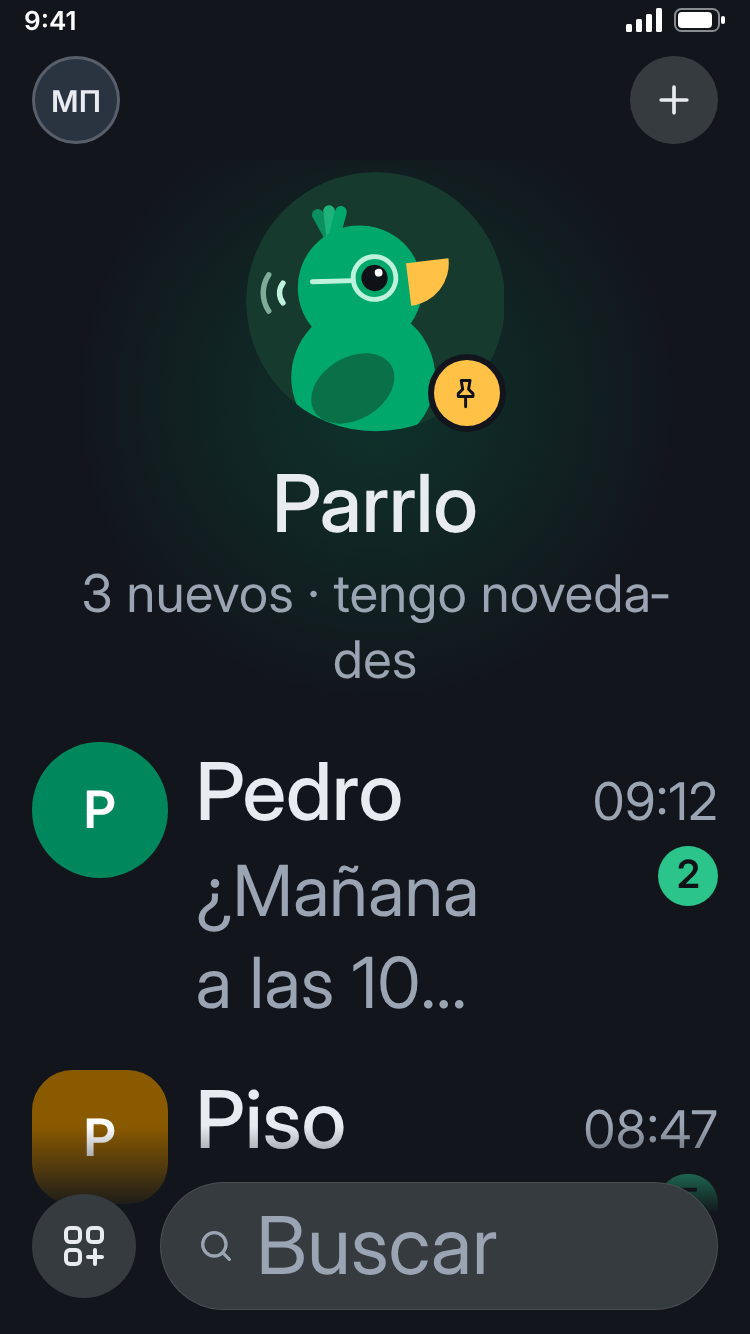 9:41
МП
Parrlo
3 nuevos · tengo noveda-
des
P
Pedro
09:12
¿Mañana
2
a las 10...
P
Piso
08:47
Buscar